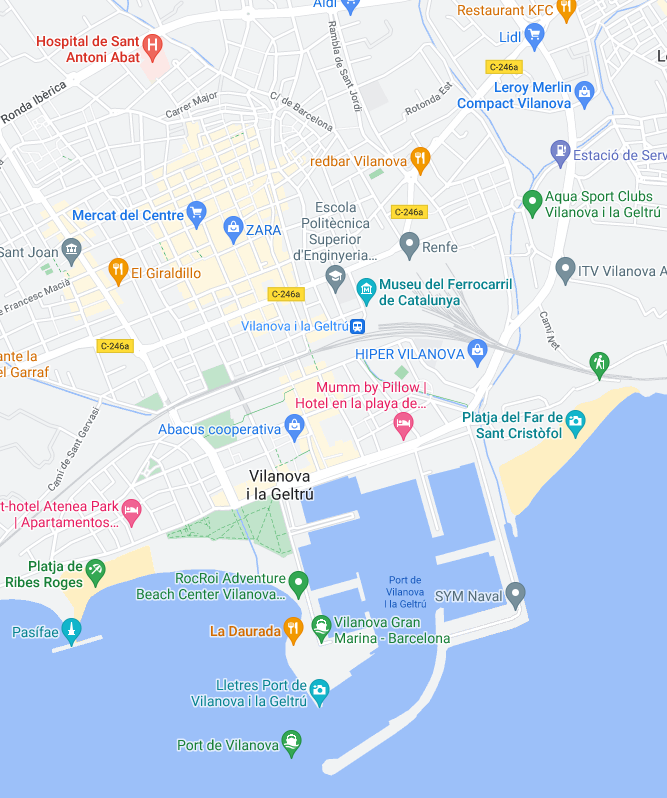 Aldi
Restaurant KFC
Lidl
Hospital de Sant
Antoni Abat
Rambla de Sant Jordi
C-246a
Leroy Merlin
Compact Vilanova
Ronda Ibèrica
Carrer Major
C/ de Barcelona
Rotonda Est
redbar Vilanova
Estació de Serv
Aqua Sport Clubs
Vilanova i la Geltrú
Mercat del Centre
ZARA
Escola
Politècnica
Superior
d'Enginyeria...
C-246a
Renfe
Sant Joan
El Giraldillo
ITV Vilanova A
e Francesc Macià
C-246a
Museu del Ferrocarril
de Catalunya
Vilanova i la Geltrú
Camí Net
C-246a
HIPER VILANOVA
ante la
el Garraf
Mumm by Pillow |
Hotel en la playa de...
Camí de Sant Gervasi
Abacus cooperativa
Platja del Far de
Sant Cristòfol
Vilanova
i la Geltrú
t-hotel Atenea Park
| Apartamentos...
Platja de
Ribes Roges
RocRoi Adventure
Beach Center Vilanova...
Port de
Vilanova
I la Geltrú
SYM Naval
Pasífae
La Daurada
Vilanova Gran
Marina - Barcelona
Lletres Port de
Vilanova i la Geltrú
Port de Vilanova